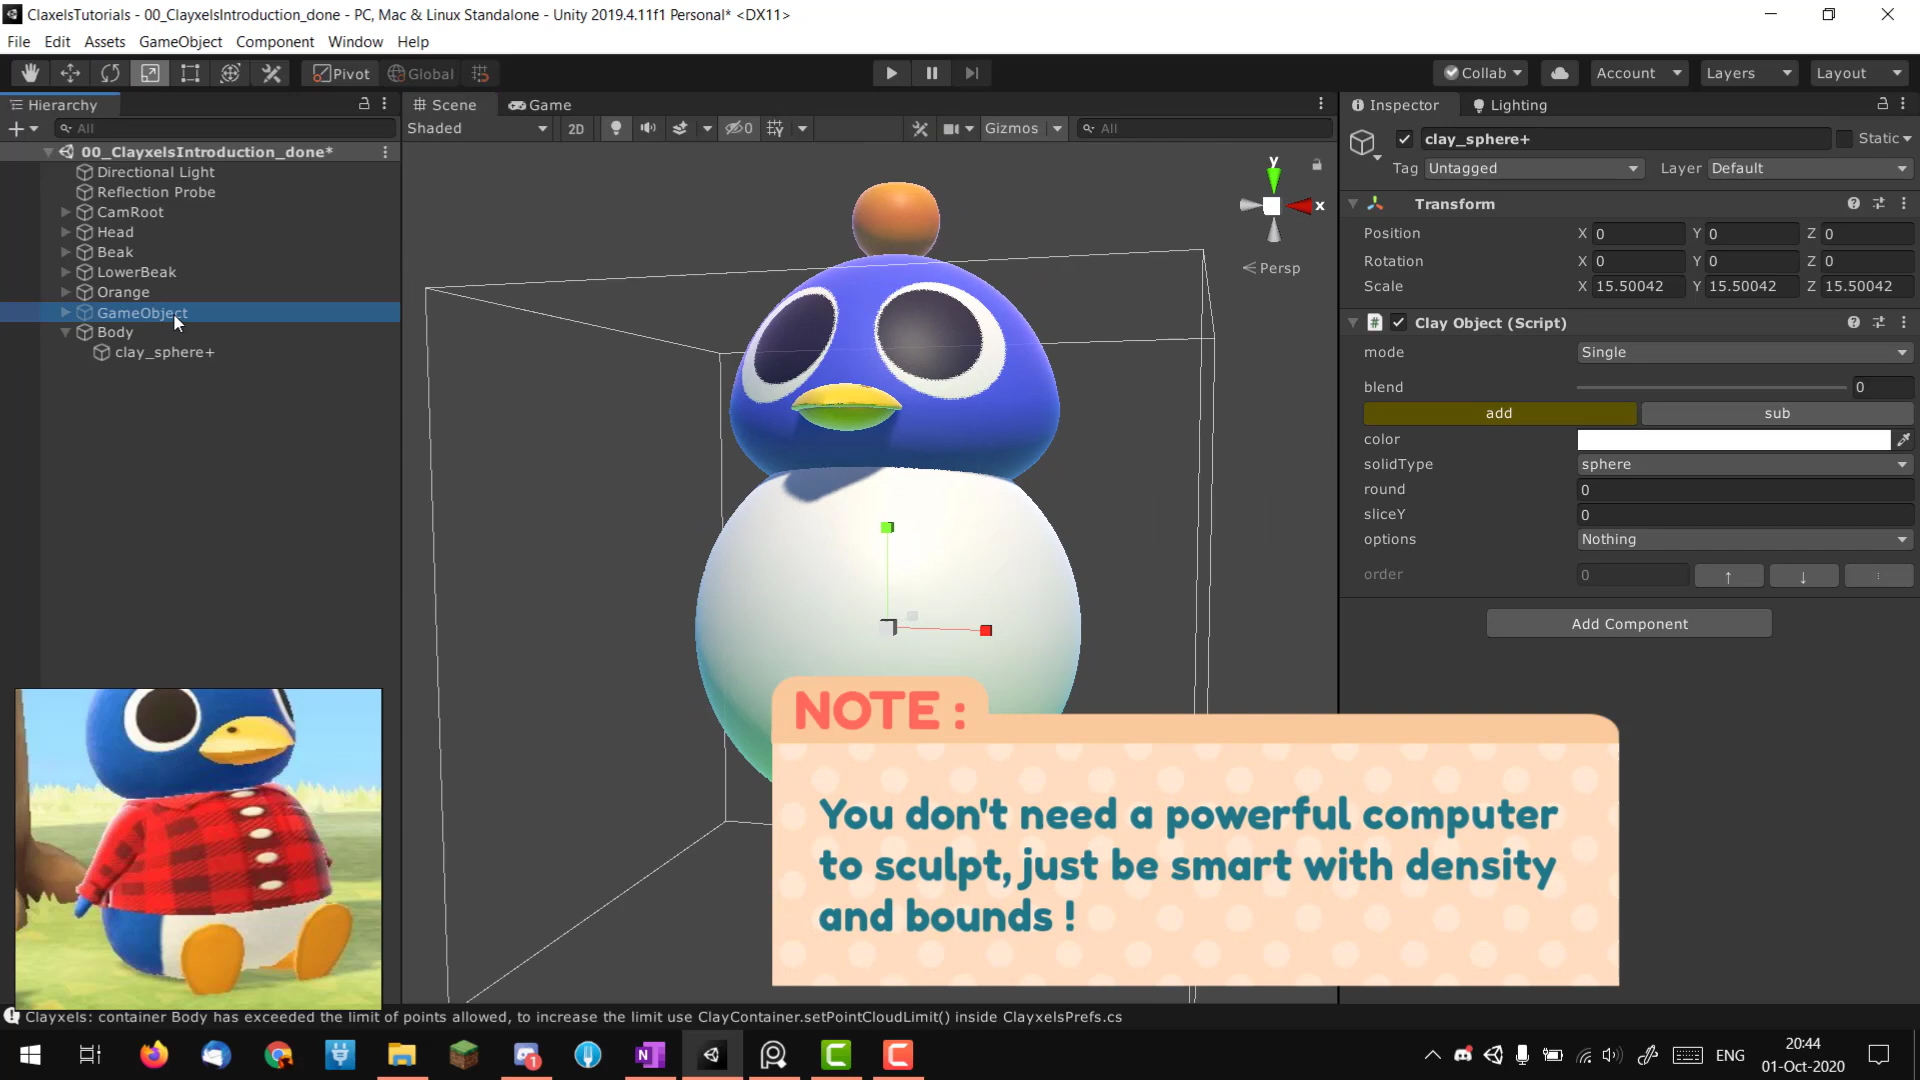 ClaxelsTutorials - 00_ClayxelsIntroduction_done - PC, Mac & Linux Standalone - Unity 2019.4.11f1 Personal* <DX11>
File Edit Assets GameObject Component Window Help
Pivot Global Collab Account Layers Layout
Hierarchy
All
00_ClayxelsIntroduction_done*
Directional Light
Reflection Probe
CamRoot
Head
Beak
LowerBeak
Orange
GameObject
Body
clay_sphere+
Scene Game
Shaded 2D 0 Gizmos All
y
x
Persp
Inspector Lighting
clay_sphere+ Static
Tag Untagged Layer Default
Transform
Position X 0 Y 0 Z 0
Rotation X 0 Y 0 Z 0
Scale X 15.50042 Y 15.50042 Z 15.50042
# Clay Object (Script)
mode Single
blend 0
add sub
color
solidType sphere
round 0
sliceY 0
options Nothing
order 0 ↑ ↓ ⋮
Add Component
NOTE :
You don't need a powerful computer
to sculpt, just be smart with density
and bounds !
Clayxels: container Body has exceeded the limit of points allowed, to increase the limit use ClayContainer.setPointCloudLimit() inside ClayxelsPrefs.cs
1
N
C
C
ENG
20:44
01-Oct-2020